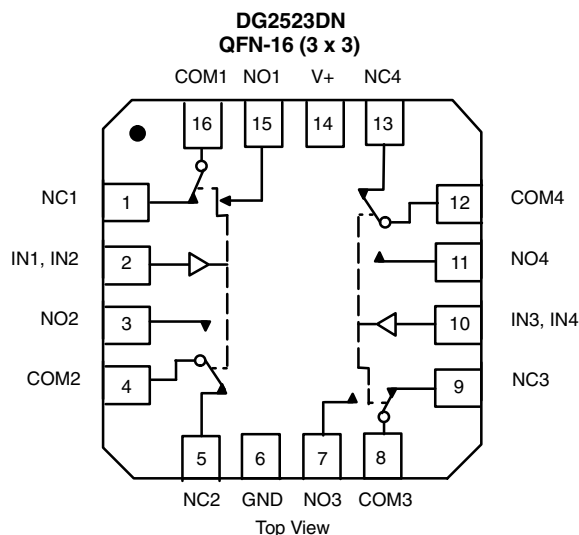 DG2523DN
QFN-16 (3 x 3)
COM1 NO1 V+ NC4
16 15 14 13
NC1 1 12 COM4
IN1, IN2 2 11 NO4
NO2 3 10 IN3, IN4
COM2 4 9 NC3
5 6 7 8
NC2 GND NO3 COM3
Top View